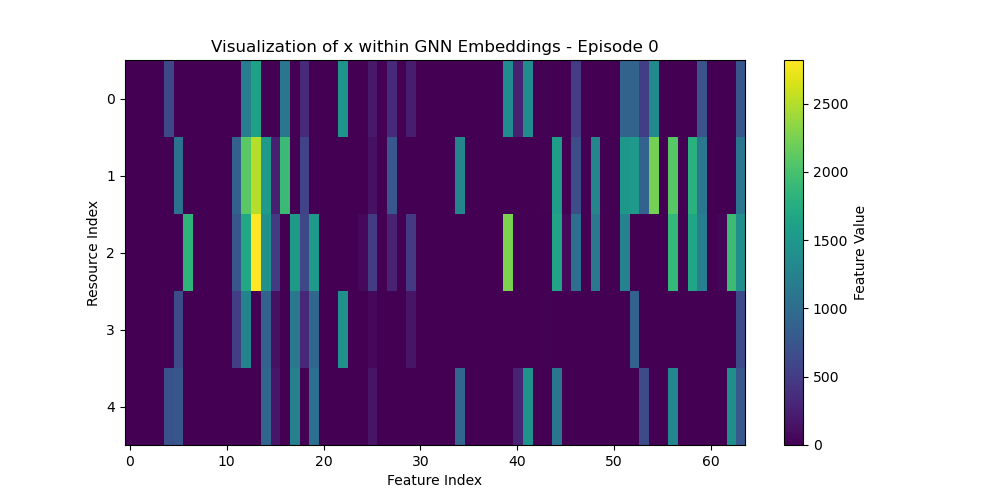 Visualization of x within GNN Embeddings - Episode 0
Resource Index
0
1
2
3
4
0 10 20 30 40 50 60
Feature Index
2500
2000
1500
1000
500
0
Feature Value